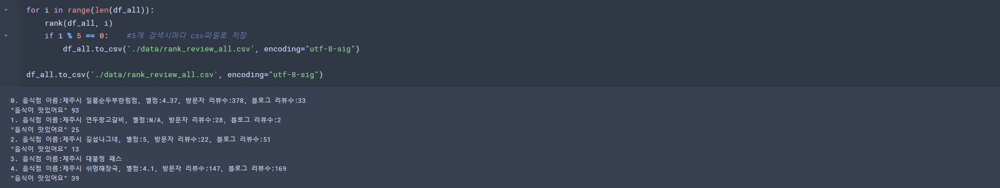 for i in range(len(df_all)):
    rank(df_all, i)
    if i % 5 == 0:    #5개 검색시마다 csv파일로 저장
        df_all.to_csv('./data/rank_review_all.csv', encoding="utf-8-sig")
df_all.to_csv('./data/rank_review_all.csv', encoding="utf-8-sig")
0. 음식점 이름:제주시 일품순두부한림점, 별점:4.37, 방문자 리뷰수:378, 블로그 리뷰수:33
"음식이 맛있어요" 93
1. 음식점 이름:제주시 연두랑고갈비, 별점:N/A, 방문자 리뷰수:28, 블로그 리뷰수:2
"음식이 맛있어요" 25
2. 음식점 이름:제주시 길섶나그네, 별점:5, 방문자 리뷰수:22, 블로그 리뷰수:51
"음식이 맛있어요" 13
3. 음식점 이름:제주시 대붕정 패스
4. 음식점 이름:제주시 쉬멍해장국, 별점:4.1, 방문자 리뷰수:147, 블로그 리뷰수:169
"음식이 맛있어요" 39